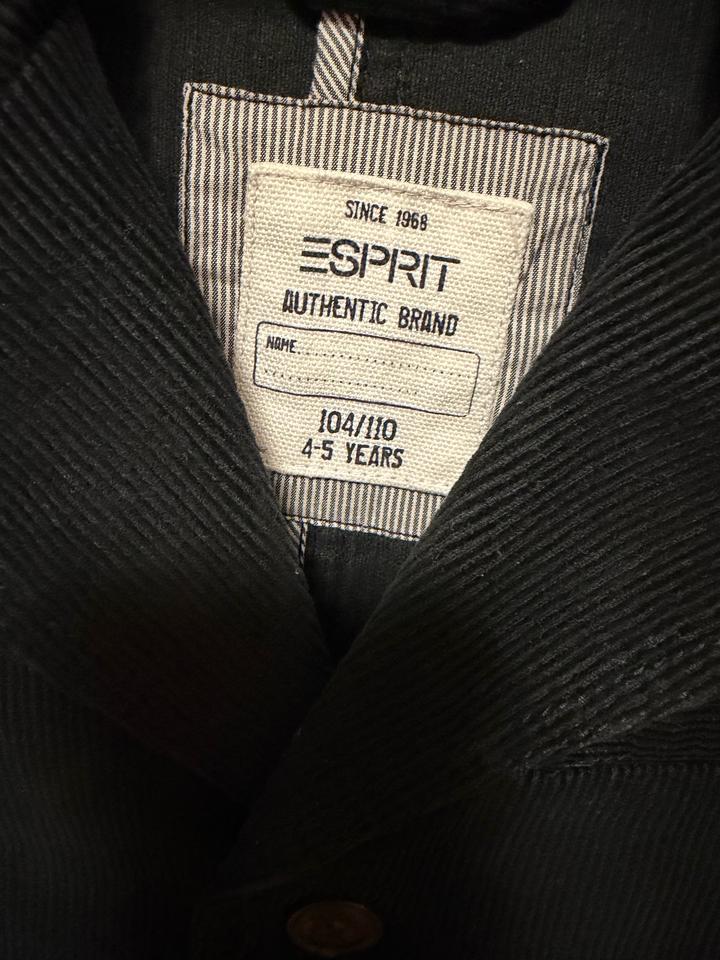 SINCE 1968
ESPRIT
AUTHENTIC BRAND
NAME
104/110
4-5 YEARS